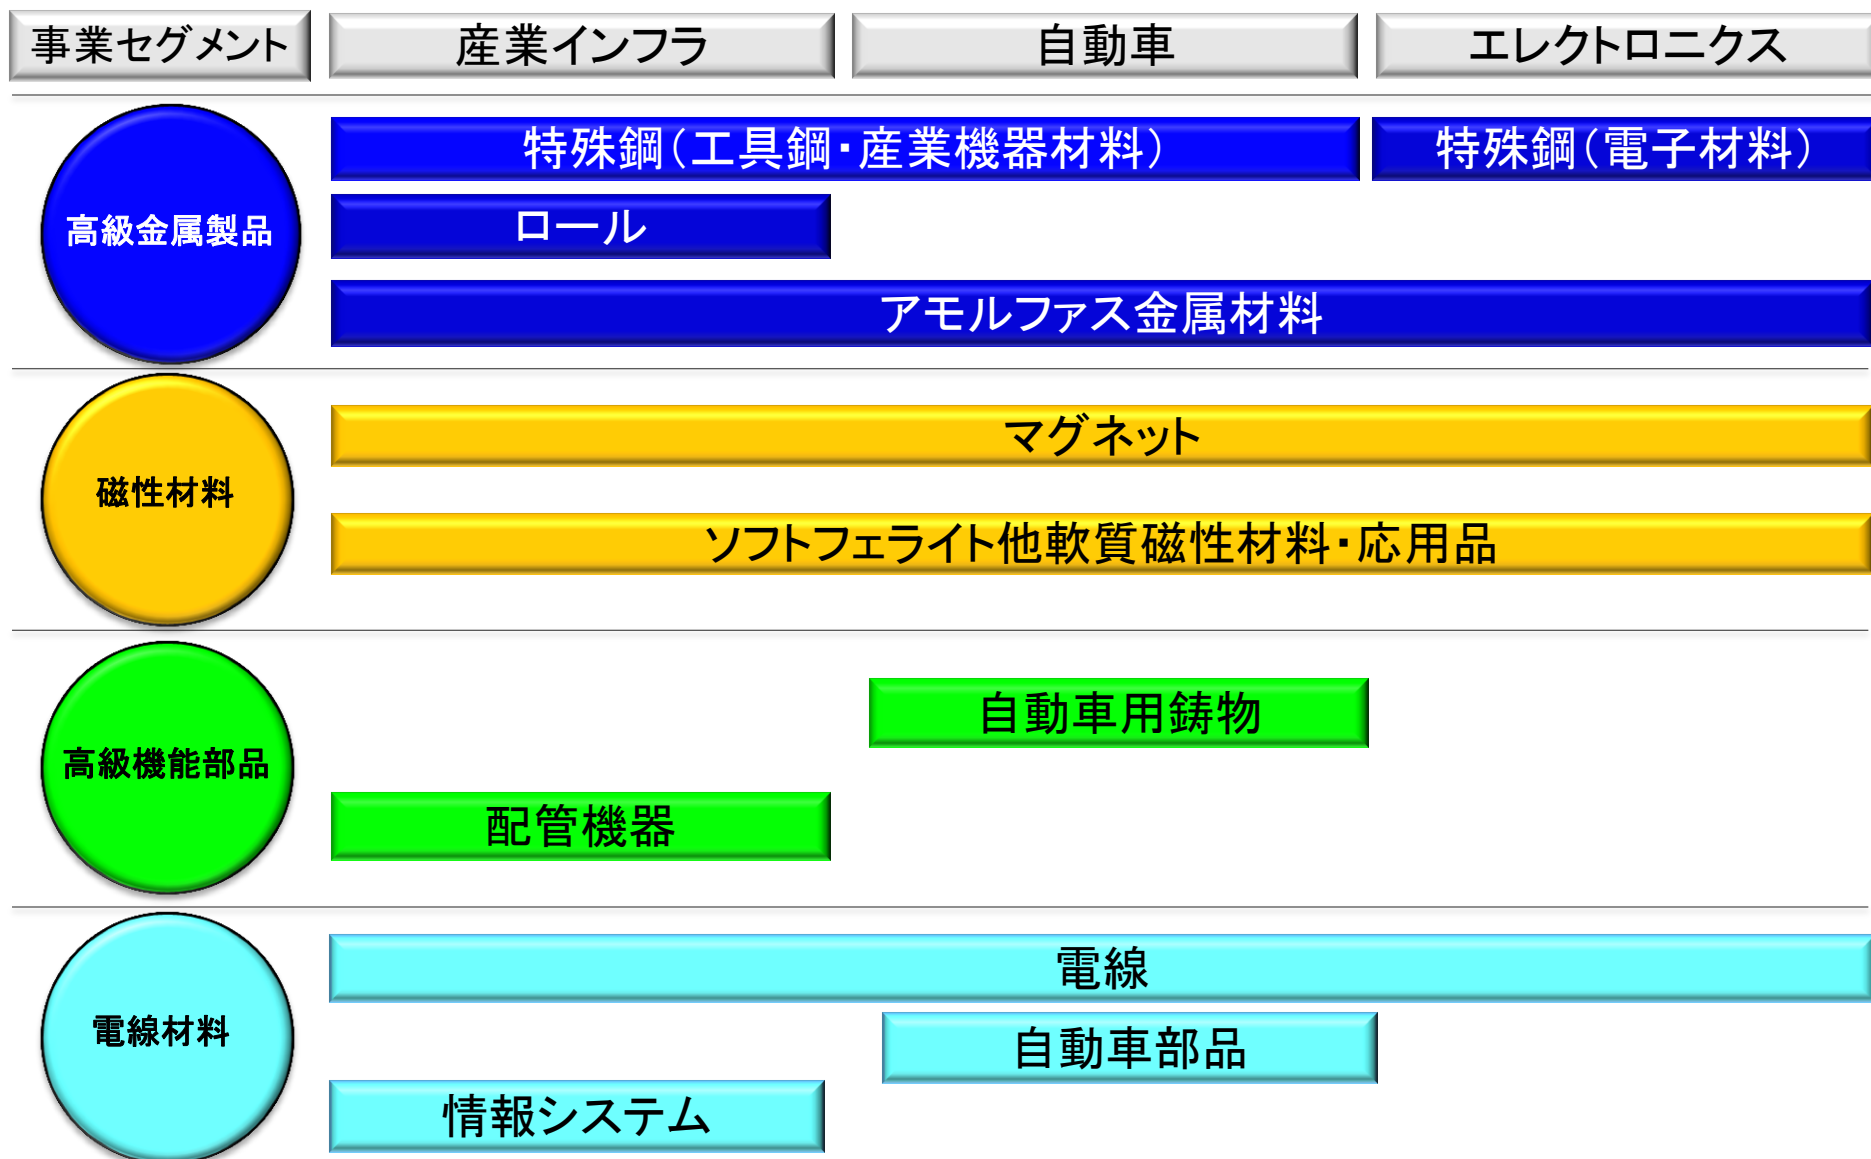 事業セグメント
産業インフラ
自動車
エレクトロニクス
高級金属製品
特殊鋼(工具鋼・産業機器材料)
特殊鋼(電子材料)
ロール
アモルファス金属材料
磁性材料
マグネット
ソフトフェライト他軟質磁性材料・応用品
高級機能部品
自動車用鋳物
配管機器
電線材料
電線
自動車部品
情報システム